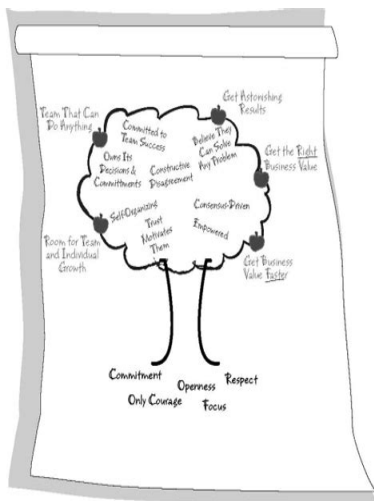 Get Astonishing
Results
Team That Can
Do Anything
Committed to
Team Success
Believe They
Can Solve
Any Problem
Owns Its
Decisions &
Commitments
Constructive
Disagreement
Get the Right
Business Value
Self-Organizing
Trust
Motivates
Them
Consensus-Driven
Empowered
Room for Team
and Individual
Growth
Get Business
Value Faster
Commitment
Openness
Respect
Only Courage
Focus